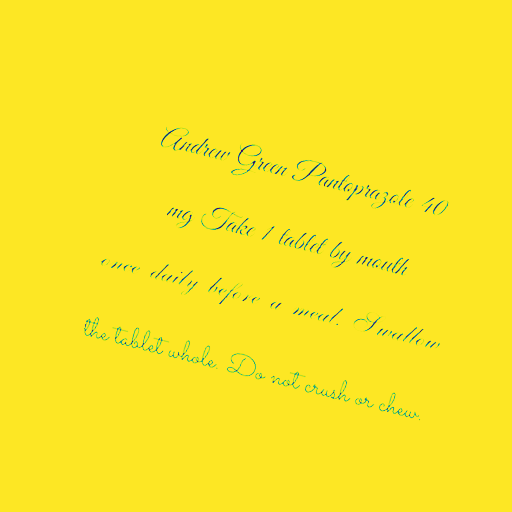 Andrew Green Pantoprazole 40
mg Take 1 tablet by mouth
once daily before a meal. Swallow
the tablet whole. Do not crush or chew.